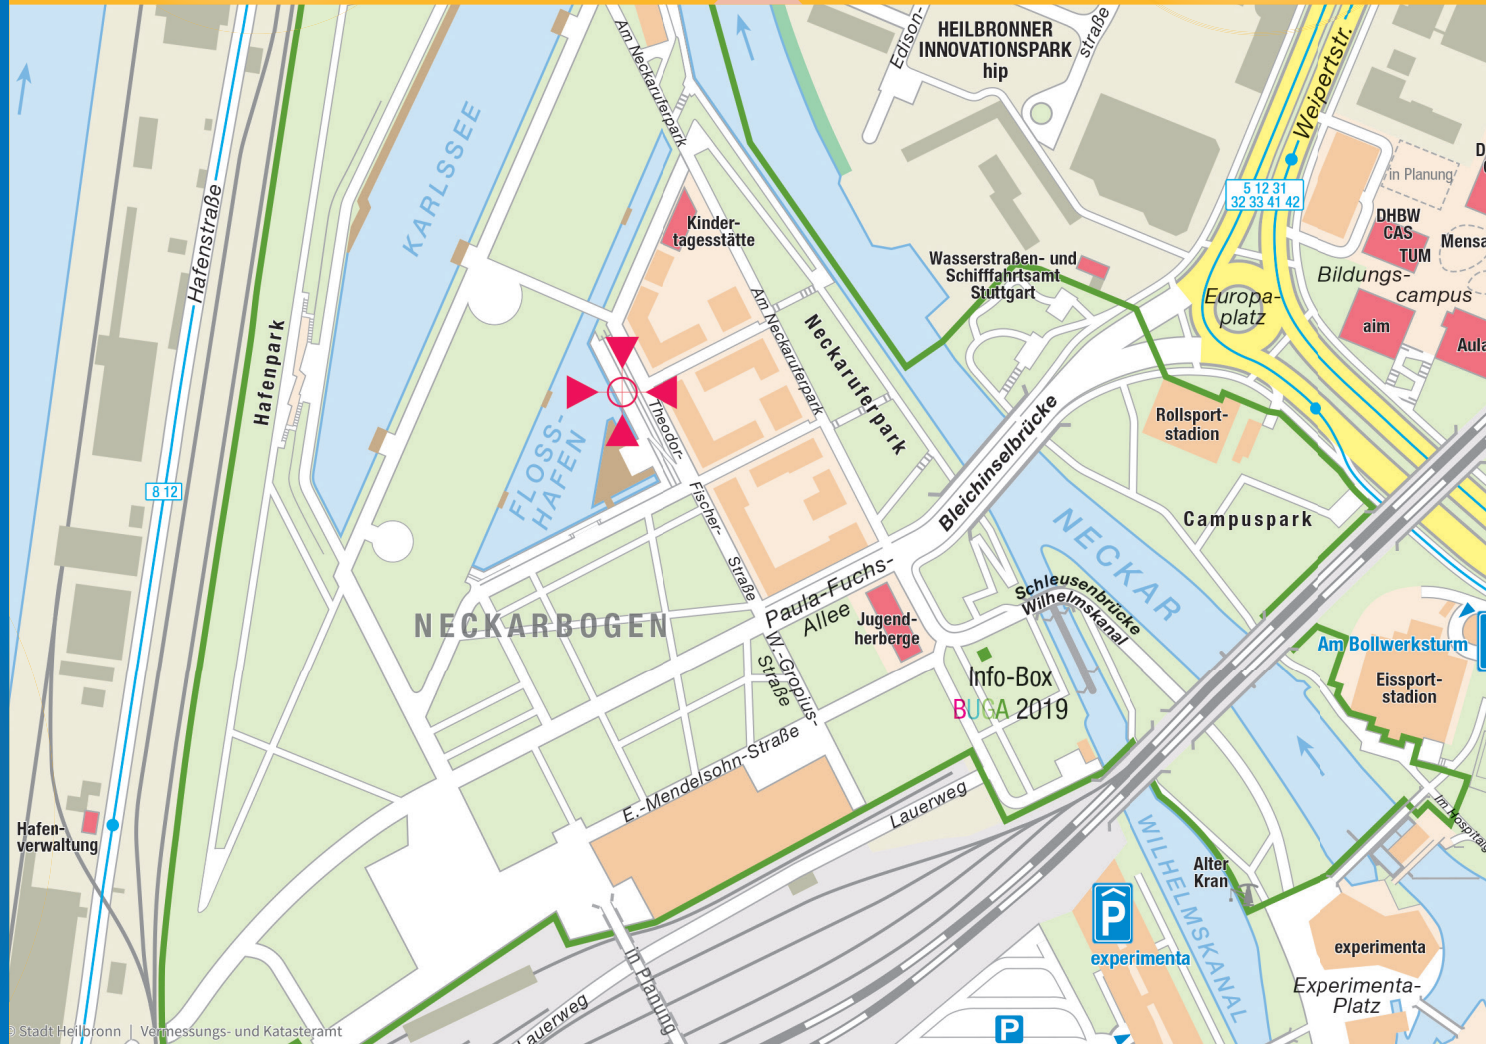 Am Neckaruferpark
Edison-
straße
HEILBRONNER
INNOVATIONSPARK
hip
Weipertstr.
in Planung
5 12 31
32 33 41 42
DHBW
CAS
TUM
Mensa
Bildungs-
campus
aim
Aula
Europa-
platz
KARLSSEE
Hafenstraße
Kinder-
tagesstätte
Wasserstraßen- und
Schifffahrtsamt
Stuttgart
Hafenpark
Am Neckaruferpark
Neckaruferpark
Theodor-
Fischer-
Straße
FLOSS-
HAFEN
Rollsport-
stadion
Bleichinselbrücke
Campuspark
8 12
NECKAR
NECKARBOGEN
Paula-Fuchs-
Allee
Jugend-
herberge
Schleusenbrücke
Wilhelmskanal
Am Bollwerksturm
Eissport-
stadion
W.-Gropius-
Straße
Info-Box
BUGA 2019
E.-Mendelsohn-Straße
Lauerweg
Hafen-
verwaltung
WILHELMSKANAL
Alter
Kran
P
experimenta
experimenta
Experimenta-
Platz
in Planung
Lauerweg
P
© Stadt Heilbronn | Vermessungs- und Katasteramt